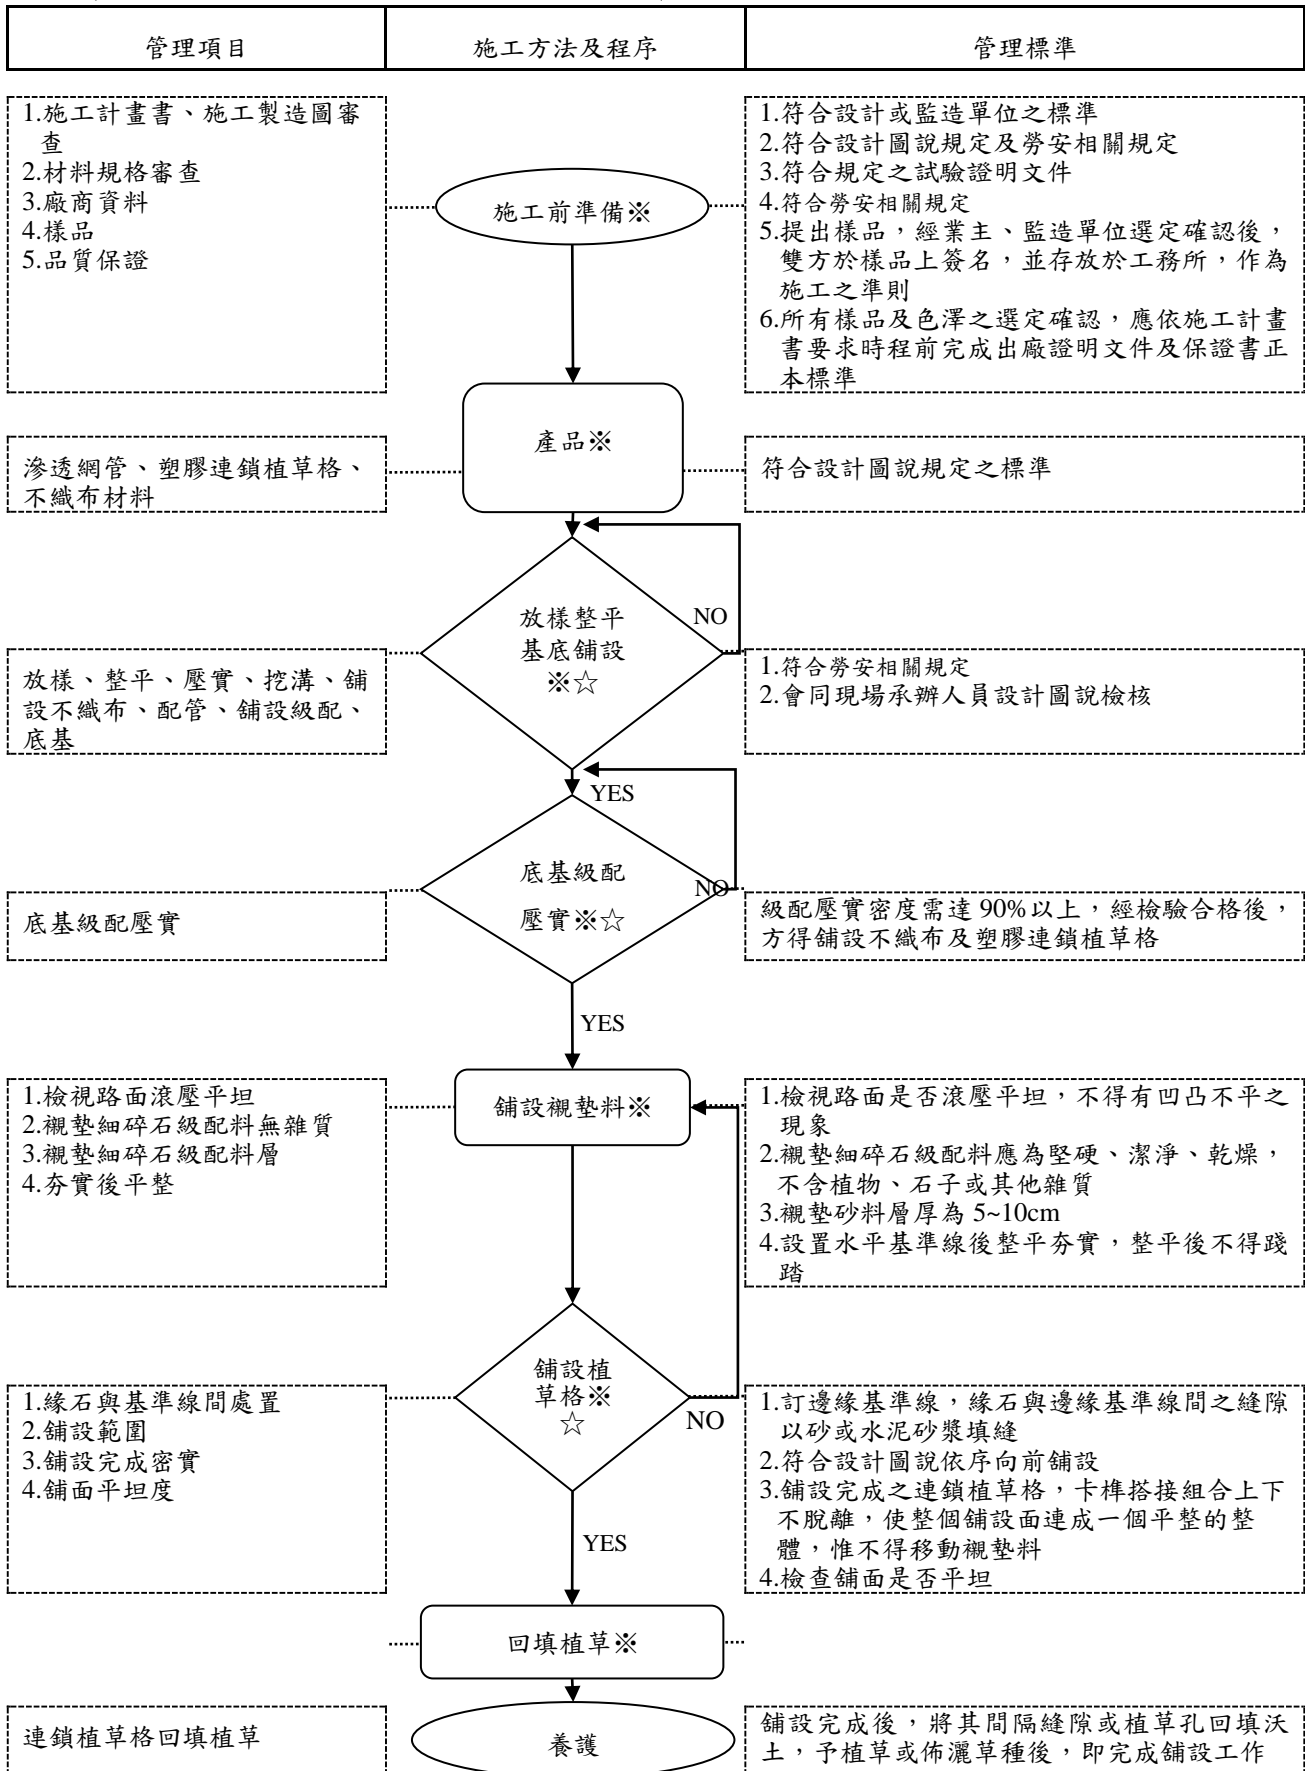 管理項目
施工方法及程序
管理標準
1.施工計畫書、施工製造圖審
查
2.材料規格審查
3.廠商資料
4.樣品
5.品質保證
施工前準備※
1.符合設計或監造單位之標準
2.符合設計圖說規定及勞安相關規定
3.符合規定之試驗證明文件
4.符合勞安相關規定
5.提出樣品，經業主、監造單位選定確認後，
雙方於樣品上簽名，並存放於工務所，作為
施工之準則
6.所有樣品及色澤之選定確認，應依施工計畫
書要求時程前完成出廠證明文件及保證書正
本標準
滲透網管、塑膠連鎖植草格、
不織布材料
產品※
符合設計圖說規定之標準
放樣、整平、壓實、挖溝、舖
設不織布、配管、舖設級配、
底基
放樣整平
基底舖設
※☆
NO
YES
1.符合勞安相關規定
2.會同現場承辦人員設計圖說檢核
底基級配壓實
底基級配
壓實※☆
NO
YES
級配壓實密度需達 90%以上，經檢驗合格後，
方得舖設不織布及塑膠連鎖植草格
1.檢視路面滾壓平坦
2.襯墊細碎石級配料無雜質
3.襯墊細碎石級配料層
4.夯實後平整
舖設襯墊料※
1.檢視路面是否滾壓平坦，不得有凹凸不平之
現象
2.襯墊細碎石級配料應為堅硬、潔淨、乾燥，
不含植物、石子或其他雜質
3.襯墊砂料層厚為 5~10cm
4.設置水平基準線後整平夯實，整平後不得踐
踏
1.緣石與基準線間處置
2.舖設範圍
3.舖設完成密實
4.舖面平坦度
舖設植
草格※
☆
NO
YES
1.訂邊緣基準線，緣石與邊緣基準線間之縫隙
以砂或水泥砂漿填縫
2.符合設計圖說依序向前舖設
3.舖設完成之連鎖植草格，卡榫搭接組合上下
不脫離，使整個舖設面連成一個平整的整
體，惟不得移動襯墊料
4.檢查舖面是否平坦
回填植草※
連鎖植草格回填植草
養護
舖設完成後，將其間隔縫隙或植草孔回填沃
土，予植草或佈灑草種後，即完成舖設工作